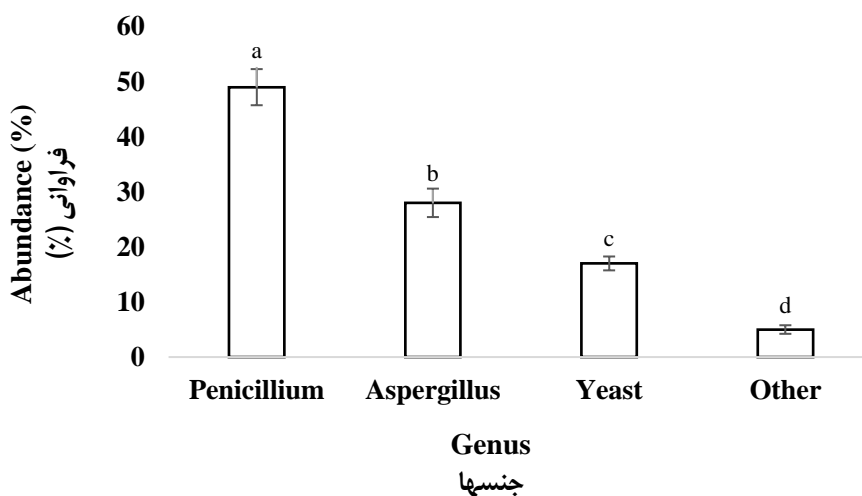 Abundance (%)
فراوانی (%)
60
50
40
30
20
10
0
a
b
c
d
Penicillium
Aspergillus
Yeast
Other
Genus
جنسها